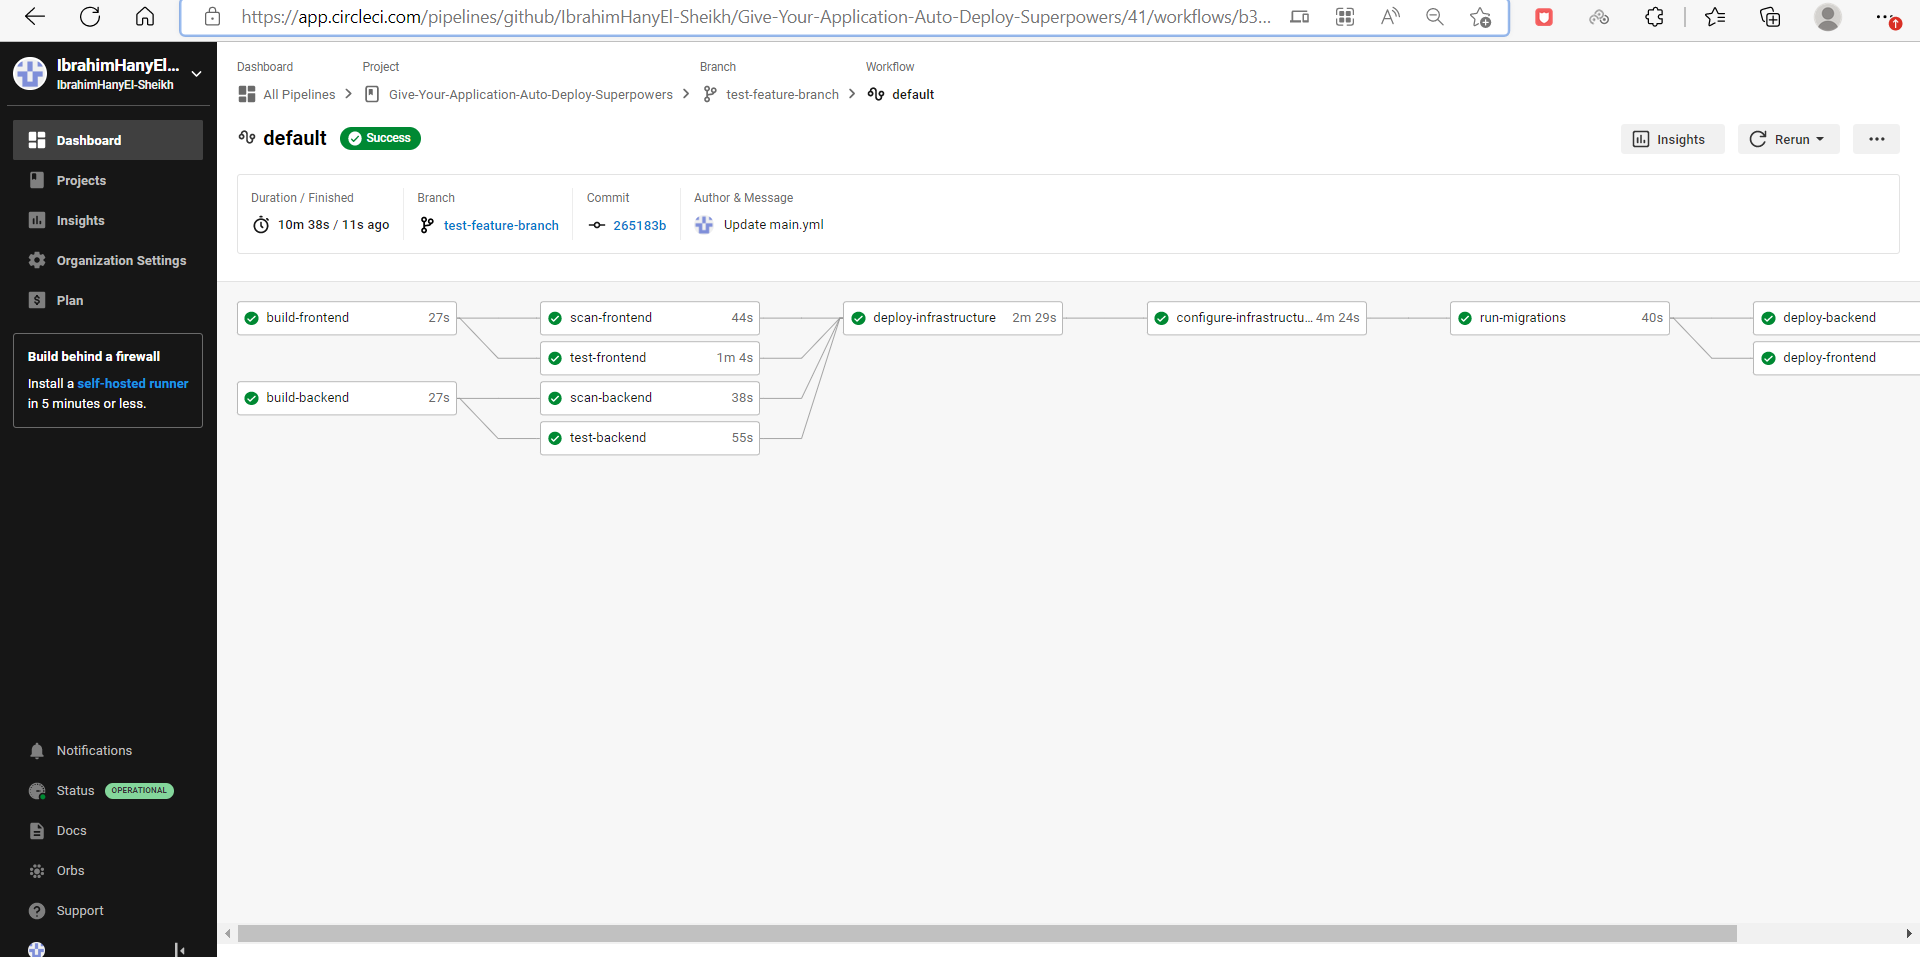 https://app.circleci.com/pipelines/github/IbrahimHanyEl-Sheikh/Give-Your-Application-Auto-Deploy-Superpowers/41/workflows/b3...
IbrahimHanyEl...
IbrahimHanyEl-Sheikh
Dashboard
Projects
Insights
Organization Settings
Plan
Build behind a firewall
Install a self-hosted runner
in 5 minutes or less.
Notifications
Status OPERATIONAL
Docs
Orbs
Support
Dashboard Project Branch Workflow
All Pipelines Give-Your-Application-Auto-Deploy-Superpowers test-feature-branch default
default Success
Insights Rerun
Duration / Finished Branch Commit Author & Message
10m 38s / 11s ago test-feature-branch 265183b Update main.yml
build-frontend 27s scan-frontend 44s deploy-infrastructure 2m 29s configure-infrastructu... 4m 24s run-migrations 40s deploy-backend
test-frontend 1m 4s deploy-frontend
build-backend 27s scan-backend 38s
test-backend 55s